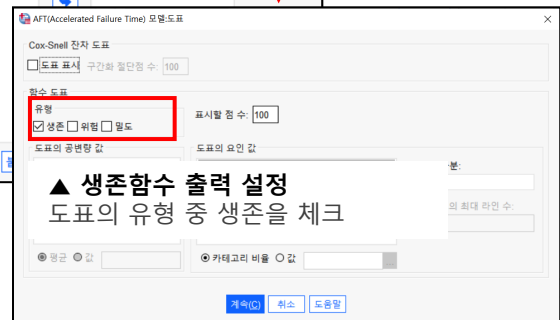 AFT(Accelerated Failure Time) 모델:도표
Cox-Snell 잔차 도표
도표 표시 구간화 절단점 수: 100
함수 도표
유형
생존 위험 밀도
표시할 점 수: 100
도표의 공변량 값 도표의 요인 값
분:
▲ 생존함수 출력 설정
도표의 유형 중 생존을 체크
의 최대 라인 수:
평균 값
카테고리 비율 값 ...
계속(C) 취소 도움말